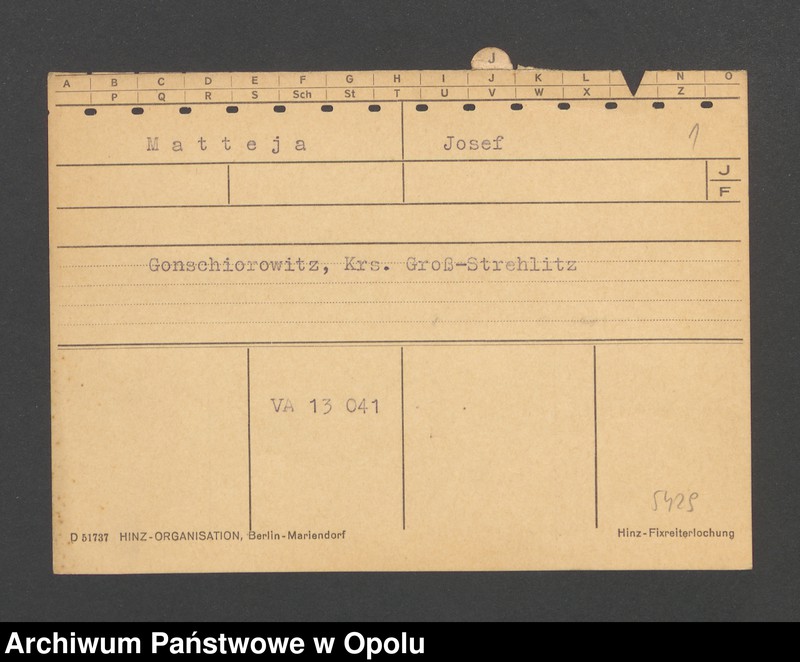 J
A B C D E F G H I J K L N O
P Q R S Sch St T U V W X Z
Matteja Josef 1
J
F
Gonschiorowitz, Krs. Groß-Strehlitz
VA 13 041
5429
D 51737 HINZ-ORGANISATION, Berlin-Mariendorf Hinz-Fixreiterlochung
Archiwum Państwowe w Opolu